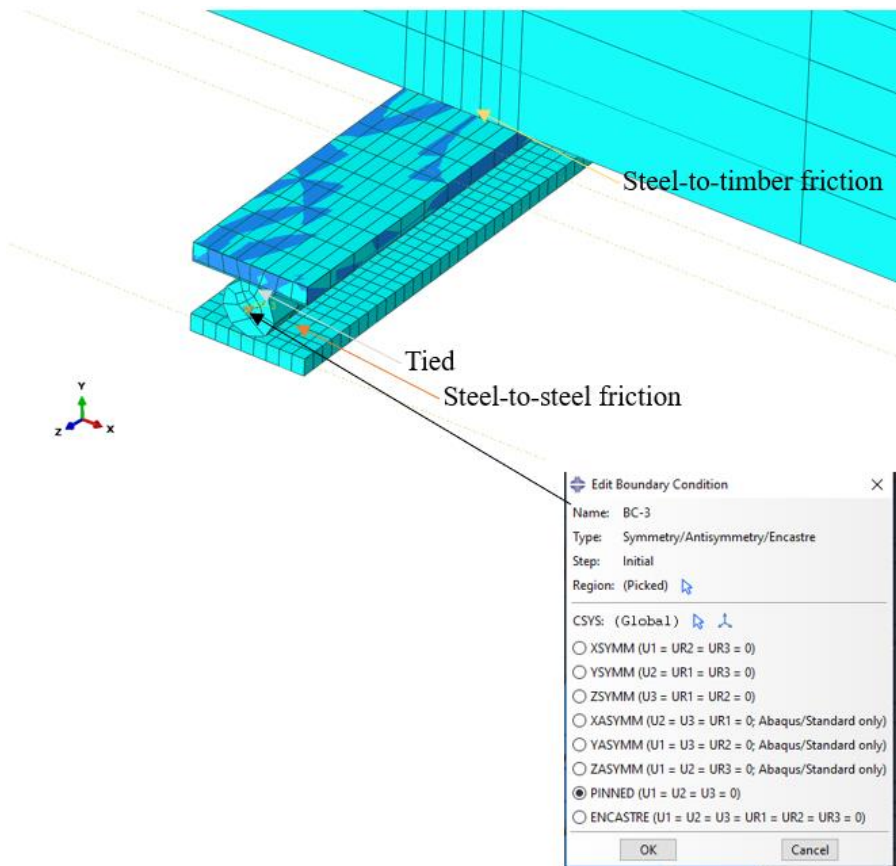 Steel-to-timber friction
Tied
Steel-to-steel friction
Y
Z
X
Edit Boundary Condition
Name: BC-3
Type: Symmetry/Antisymmetry/Encastre
Step: Initial
Region: (Picked)
CSYS: (Global)
XSYMM (U1 = UR2 = UR3 = 0)
YSYMM (U2 = UR1 = UR3 = 0)
ZSYMM (U3 = UR1 = UR2 = 0)
XASYMM (U2 = U3 = UR1 = 0; Abaqus/Standard only)
YASYMM (U1 = U3 = UR2 = 0; Abaqus/Standard only)
ZASYMM (U1 = U2 = UR3 = 0; Abaqus/Standard only)
PINNED (U1 = U2 = U3 = 0)
ENCASTRE (U1 = U2 = U3 = UR1 = UR2 = UR3 = 0)
OK Cancel